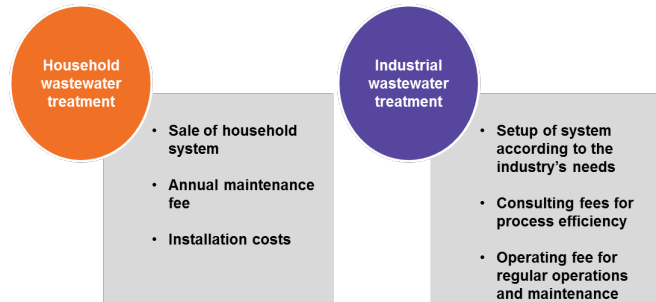 Household
wastewater
treatment
• Sale of household
system
• Annual maintenance
fee
• Installation costs
Industrial
wastewater
treatment
• Setup of system
according to the
industry's needs
• Consulting fees for
process efficiency
• Operating fee for
regular operations
and maintenance